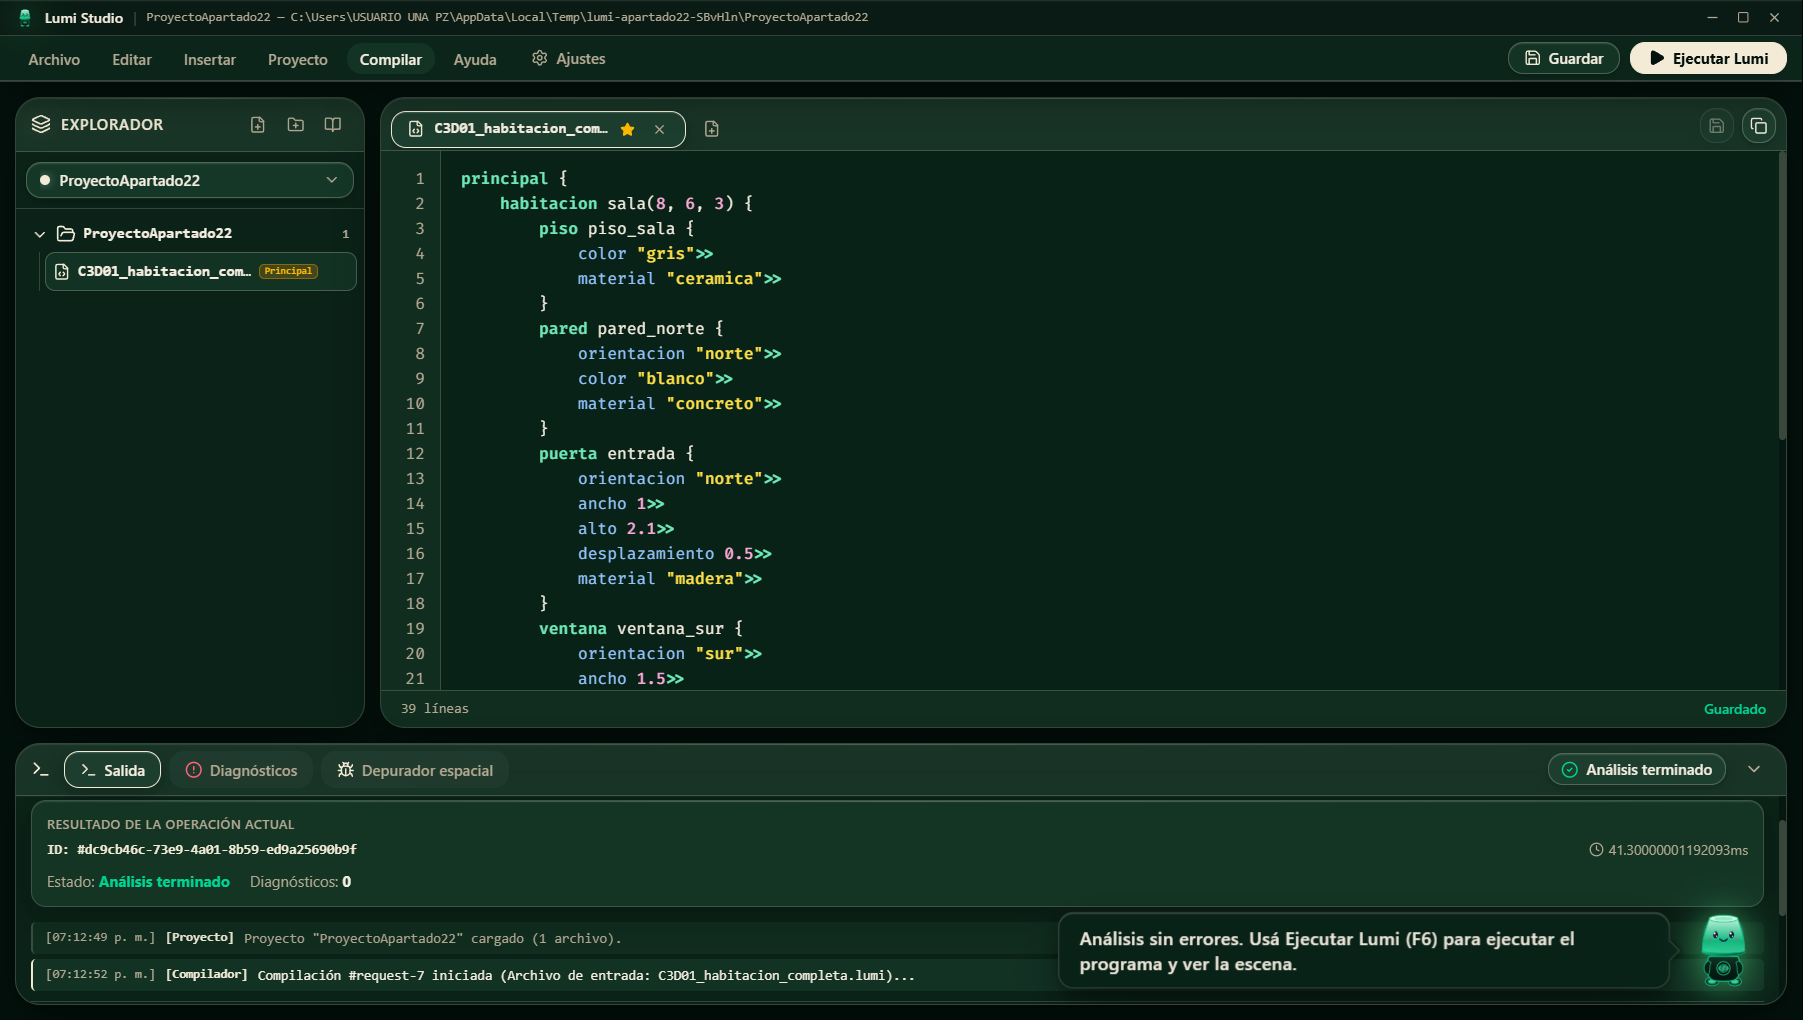 Lumi Studio | ProyectoApartado22 — C:\Users\USUARIO UNA PZ\AppData\Local\Temp\lumi-apartado22-SBvHln\ProyectoApartado22
Archivo Editar Insertar Proyecto Compilar Ayuda Ajustes Guardar Ejecutar Lumi
EXPLORADOR
ProyectoApartado22
ProyectoApartado22 1
C3D01_habitacion_com… Principal
C3D01_habitacion_com…
1 principal {
2 habitacion sala(8, 6, 3) {
3 piso piso_sala {
4 color "gris">>
5 material "ceramica">>
6 }
7 pared pared_norte {
8 orientacion "norte">>
9 color "blanco">>
10 material "concreto">>
11 }
12 puerta entrada {
13 orientacion "norte">>
14 ancho 1>>
15 alto 2.1>>
16 desplazamiento 0.5>>
17 material "madera">>
18 }
19 ventana ventana_sur {
20 orientacion "sur">>
21 ancho 1.5>>
39 líneas Guardado
Salida Diagnósticos Depurador espacial Análisis terminado
RESULTADO DE LA OPERACIÓN ACTUAL
ID: #dc9cb46c-73e9-4a01-8b59-ed9a25690b9f 41.30000001192093ms
Estado: Análisis terminado Diagnósticos: 0
[07:12:49 p. m.] [Proyecto] Proyecto "ProyectoApartado22" cargado (1 archivo).
[07:12:52 p. m.] [Compilador] Compilación #request-7 iniciada (Archivo de entrada: C3D01_habitacion_completa.lumi)...
Análisis sin errores. Usá Ejecutar Lumi (F6) para ejecutar el
programa y ver la escena.